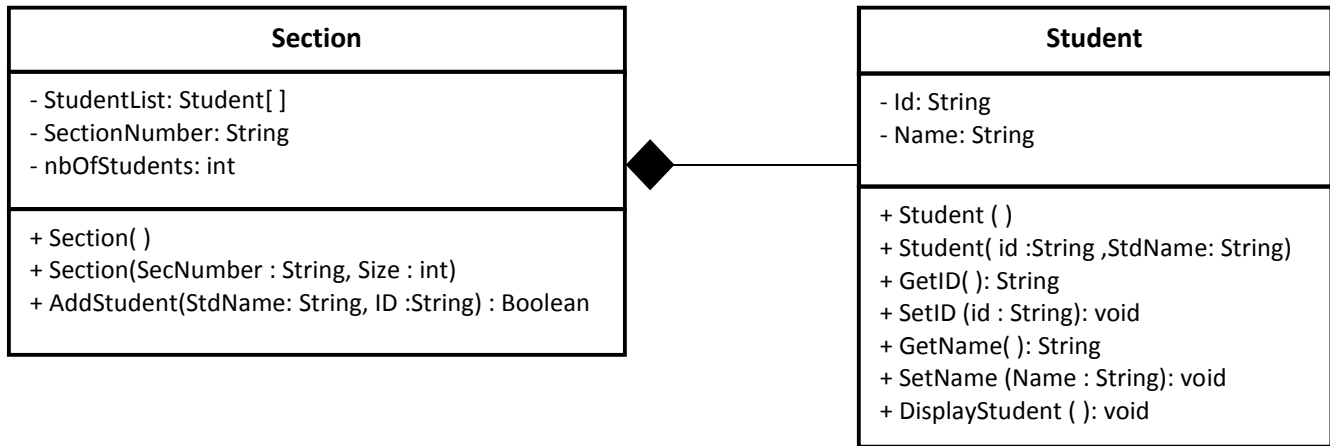 Section
- StudentList: Student[ ]
- SectionNumber: String
- nbOfStudents: int
+ Section( )
+ Section(SecNumber : String, Size : int)
+ AddStudent(StdName: String, ID :String) : Boolean
Student
- Id: String
- Name: String
+ Student ( )
+ Student( id :String ,StdName: String)
+ GetID( ): String
+ SetID (id : String): void
+ GetName( ): String
+ SetName (Name : String): void
+ DisplayStudent ( ): void